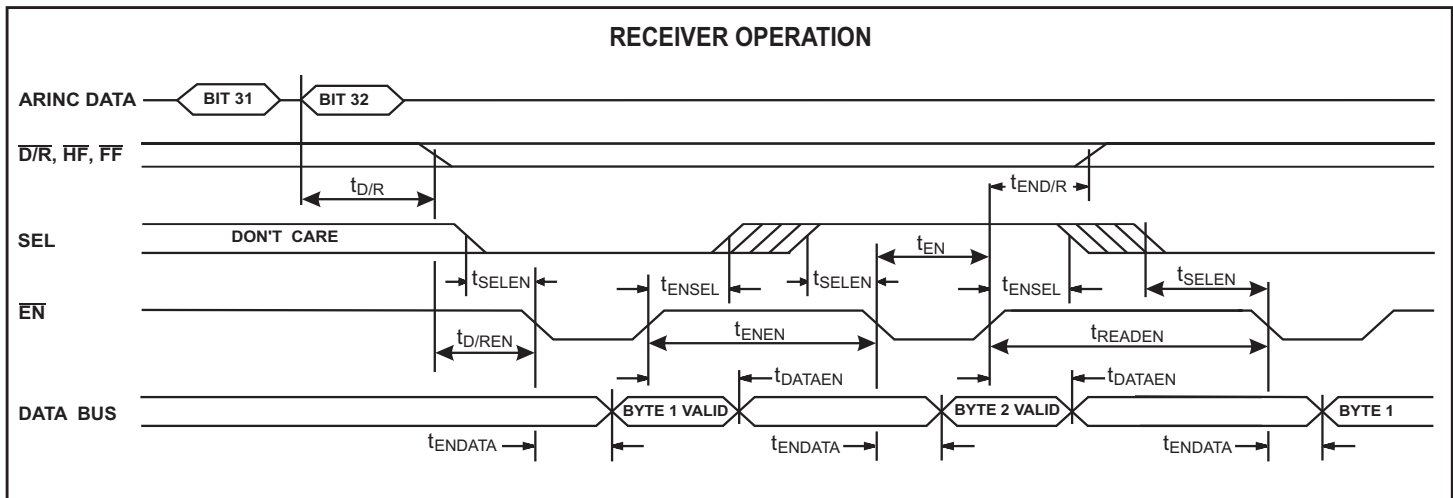 RECEIVER OPERATION
ARINC DATA
BIT 31
BIT 32
D/R, HF, FF
tD/R
tEND/R
SEL
DON'T CARE
tEN
tSELEN
tENSEL
tSELEN
tENSEL
tSELEN
EN
tD/REN
tENEN
tREADEN
tDATAEN
tDATAEN
DATA BUS
BYTE 1 VALID
BYTE 2 VALID
BYTE 1
tENDATA
tENDATA
tENDATA